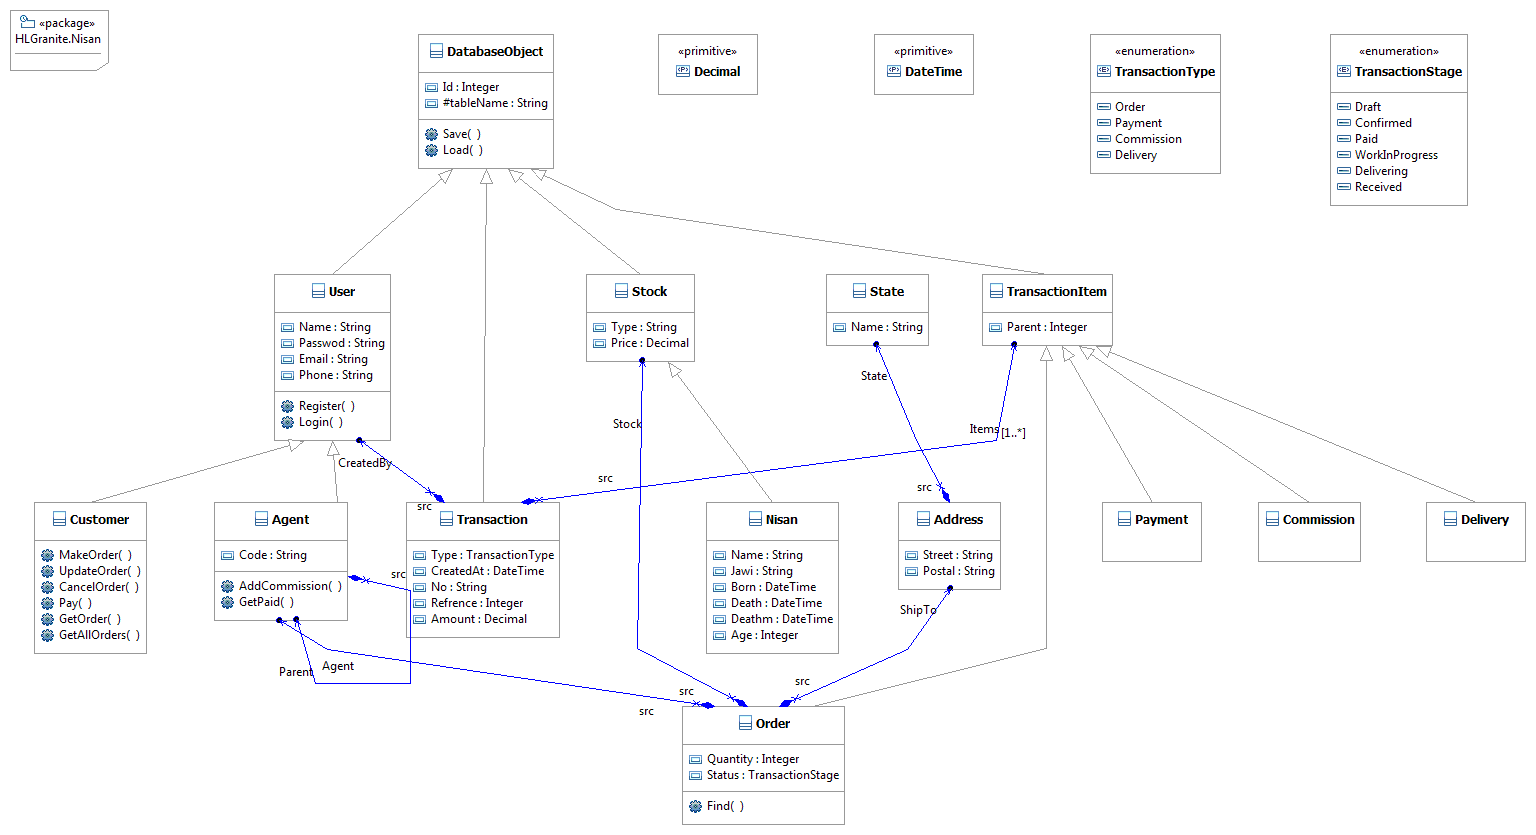 «package»
HLGranite.Nisan
DatabaseObject
Id : Integer
#tableName : String
Save( )
Load( )
«primitive»
Decimal
«primitive»
DateTime
«enumeration»
TransactionType
Order
Payment
Commission
Delivery
«enumeration»
TransactionStage
Draft
Confirmed
Paid
WorkInProgress
Delivering
Received
User
Name : String
Passwod : String
Email : String
Phone : String
Register( )
Login( )
Stock
Type : String
Price : Decimal
State
Name : String
TransactionItem
Parent : Integer
State
Stock
Items
[1..*]
CreatedBy
src
src
src
Customer
MakeOrder( )
UpdateOrder( )
CancelOrder( )
Pay( )
GetOrder( )
GetAllOrders( )
Agent
Code : String
AddCommission( )
GetPaid( )
src
Transaction
Type : TransactionType
CreatedAt : DateTime
No : String
Refrence : Integer
Amount : Decimal
Nisan
Name : String
Jawi : String
Born : DateTime
Death : DateTime
Deathm : DateTime
Age : Integer
Address
Street : String
Postal : String
Payment
Commission
Delivery
ShipTo
Parent
Agent
src
src
src
Order
Quantity : Integer
Status : TransactionStage
Find( )